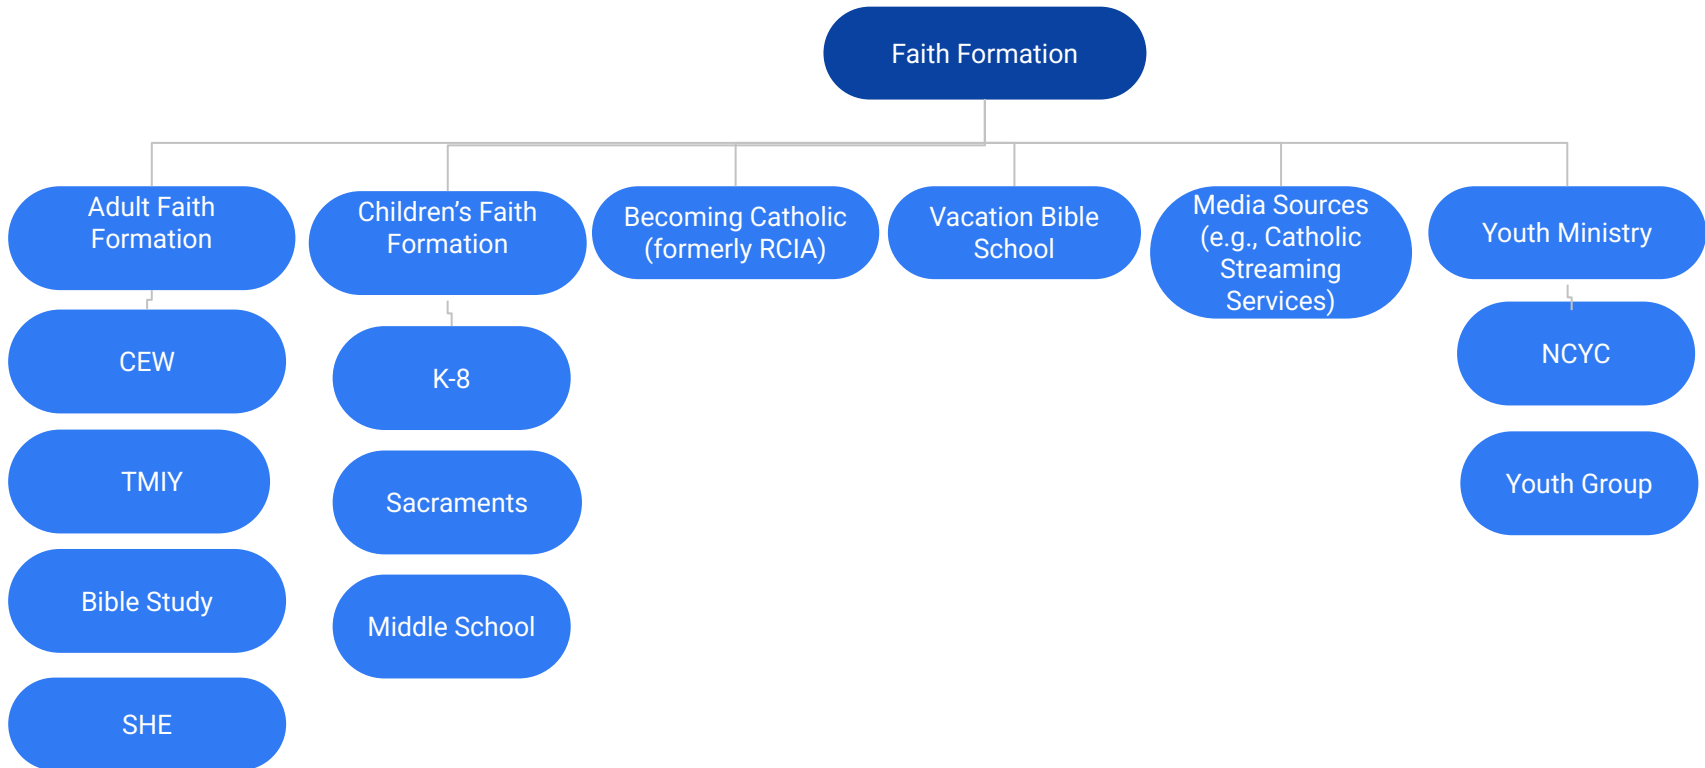 Faith Formation
Adult Faith
Formation
Children’s Faith
Formation
Becoming Catholic
(formerly RCIA)
Vacation Bible
School
Media Sources
(e.g., Catholic
Streaming
Services)
Youth Ministry
CEW
TMIY
Bible Study
SHE
K-8
Sacraments
Middle School
NCYC
Youth Group